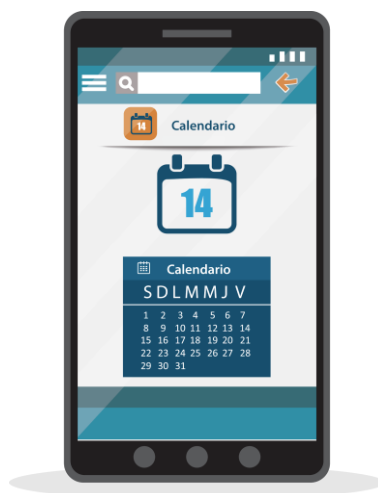 14 Calendario
14
Calendario
S D L M M J V
1 2 3 4 5 6 7
8 9 10 11 12 13 14
15 16 17 18 19 20 21
22 23 24 25 26 27 28
29 30 31